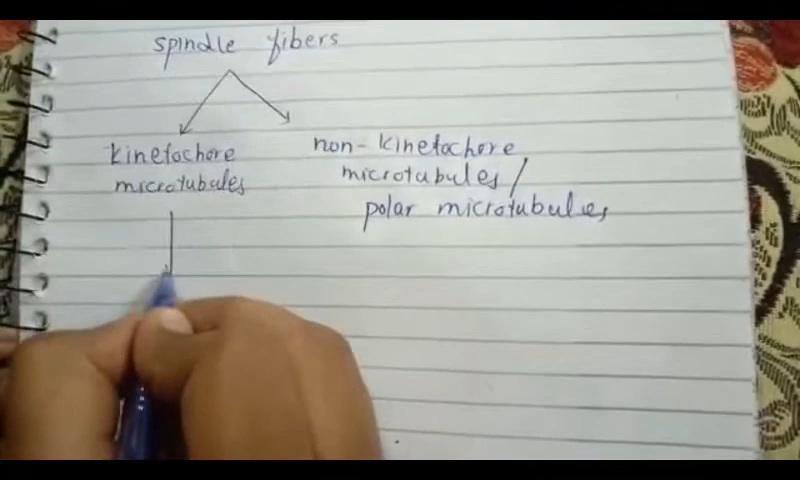 spindle fibers
kinetochore
microtubules
non-kinetochore
microtubules /
polar microtubules